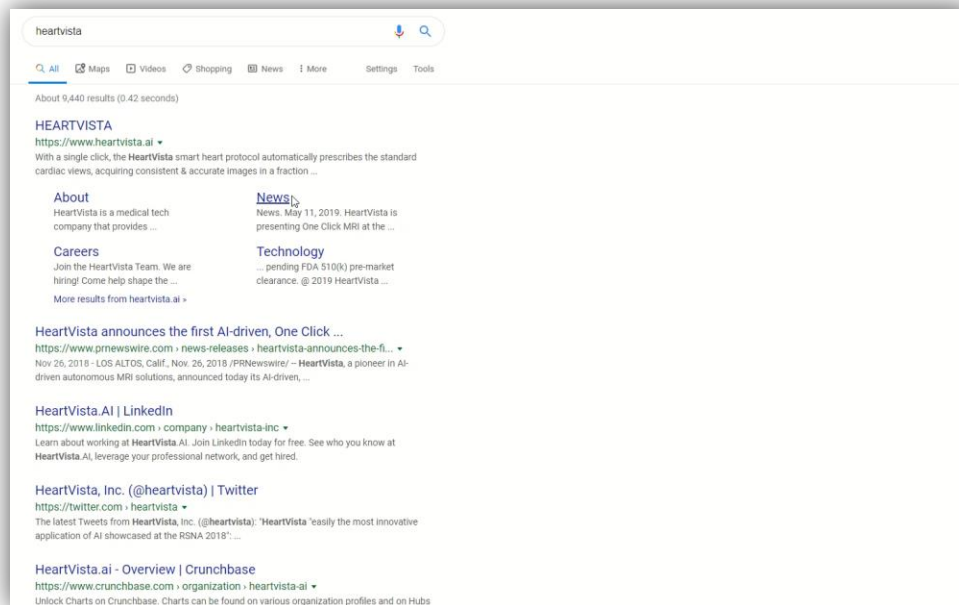 heartvista
All Maps Videos Shopping News More Settings Tools
About 9,440 results (0.42 seconds)
HEARTVISTA
https://www.heartvista.ai
With a single click, the HeartVista smart heart protocol automatically prescribes the standard
cardiac views, acquiring consistent & accurate images in a fraction ...
About
HeartVista is a medical tech
company that provides ...
News
News. May 11, 2019. HeartVista is
presenting One Click MRI at the ...
Careers
Join the HeartVista Team. We are
hiring! Come help shape the ...
Technology
... pending FDA 510(k) pre-market
clearance. @ 2019 HeartVista ...
More results from heartvista.ai »
HeartVista announces the first AI-driven, One Click ...
https://www.prnewswire.com › news-releases › heartvista-announces-the-fi...
Nov 26, 2018 - LOS ALTOS, Calif., Nov. 26, 2018 /PRNewswire/ -- HeartVista, a pioneer in AI-
driven autonomous MRI solutions, announced today its AI-driven, ...
HeartVista.AI | LinkedIn
https://www.linkedin.com › company › heartvista-inc
Learn about working at HeartVista.AI. Join LinkedIn today for free. See who you know at
HeartVista.AI, leverage your professional network, and get hired.
HeartVista, Inc. (@heartvista) | Twitter
https://twitter.com › heartvista
The latest Tweets from HeartVista, Inc. (@heartvista): "HeartVista "easily the most innovative
application of AI showcased at the RSNA 2018": ...
HeartVista.ai - Overview | Crunchbase
https://www.crunchbase.com › organization › heartvista-ai
Unlock Charts on Crunchbase. Charts can be found on various organization profiles and on Hubs